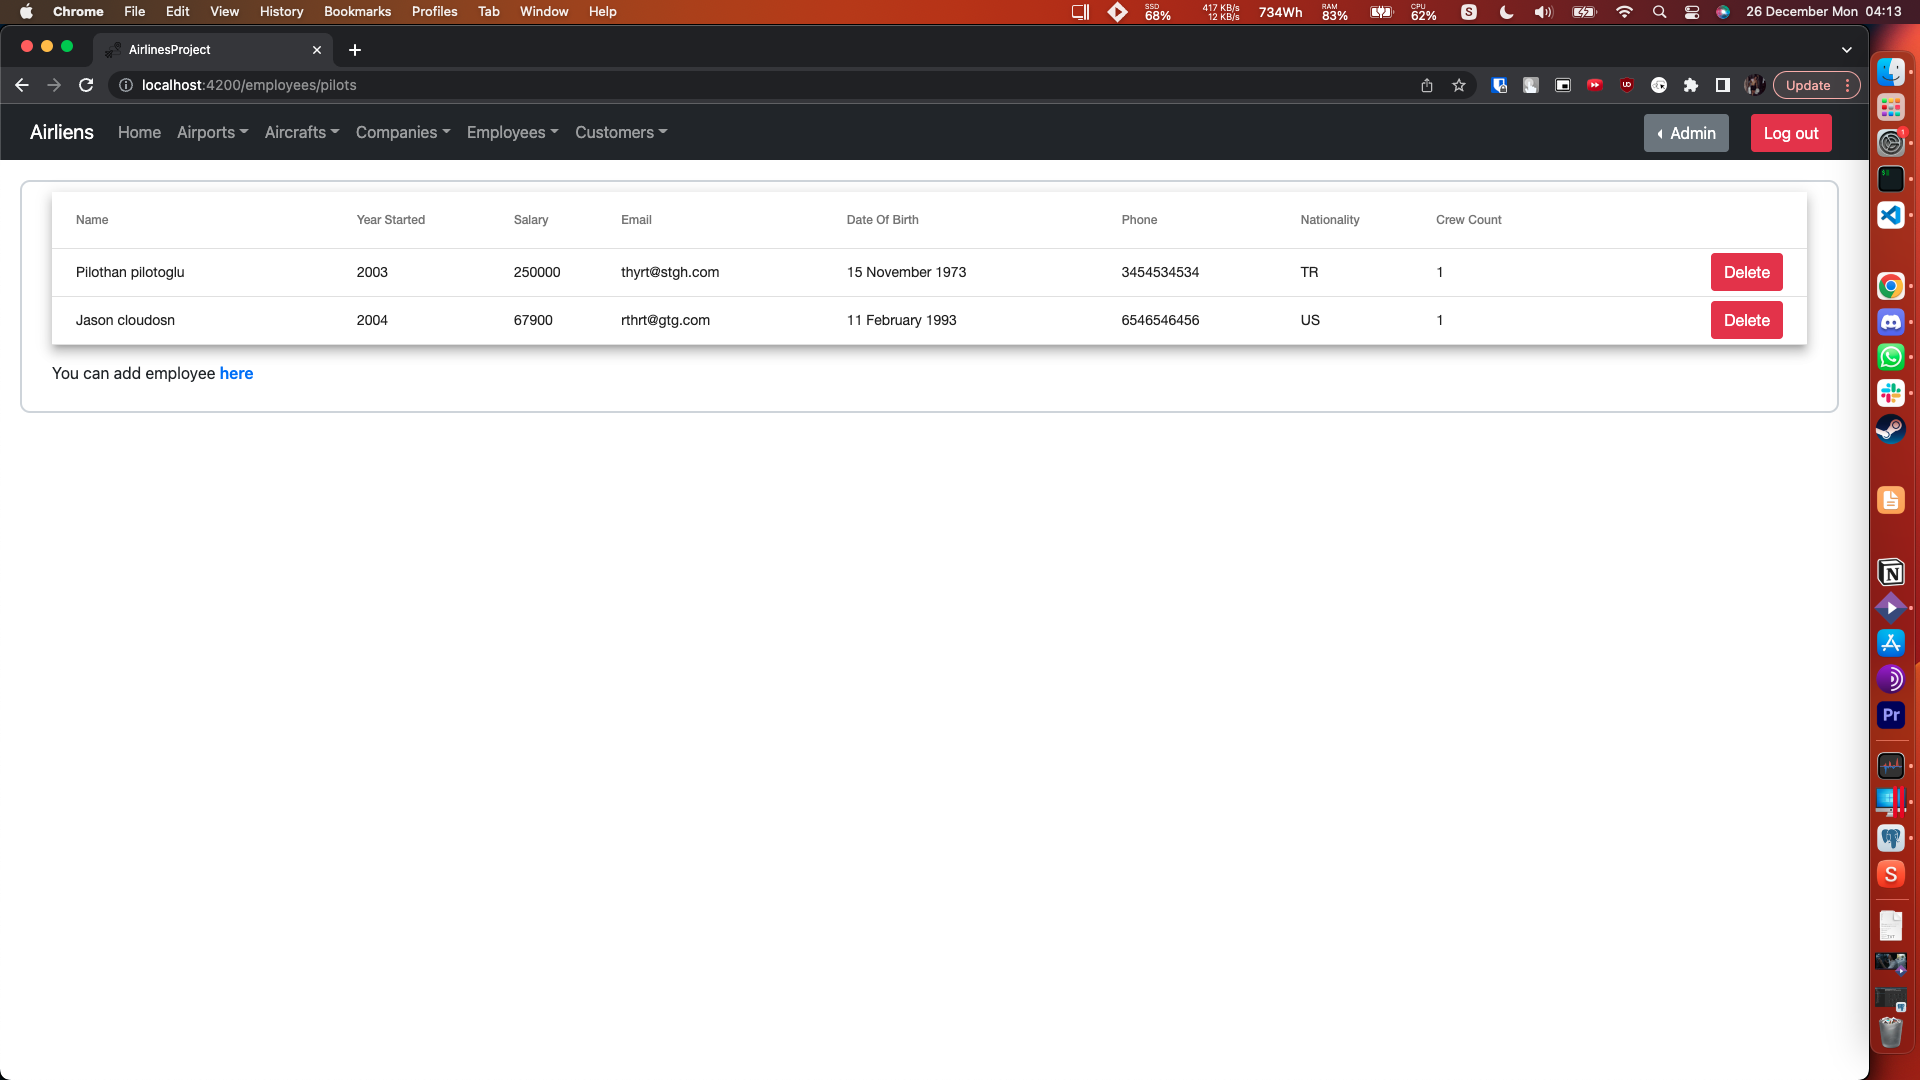 Chrome File Edit View History Bookmarks Profiles Tab Window Help SSD 68% 417 KB/s 12 KB/s 734Wh RAM 83% CPU 62% S 26 December Mon 04:13
AirlinesProject
localhost:4200/employees/pilots Update
Airliens Home Airports Aircrafts Companies Employees Customers Admin Log out
Name Year Started Salary Email Date Of Birth Phone Nationality Crew Count
Pilothan pilotoglu 2003 250000 thyrt@stgh.com 15 November 1973 3454534534 TR 1 Delete
Jason cloudosn 2004 67900 rthrt@gtg.com 11 February 1993 6546546456 US 1 Delete
You can add employee here
1
$$
N
Pr
S
TXT